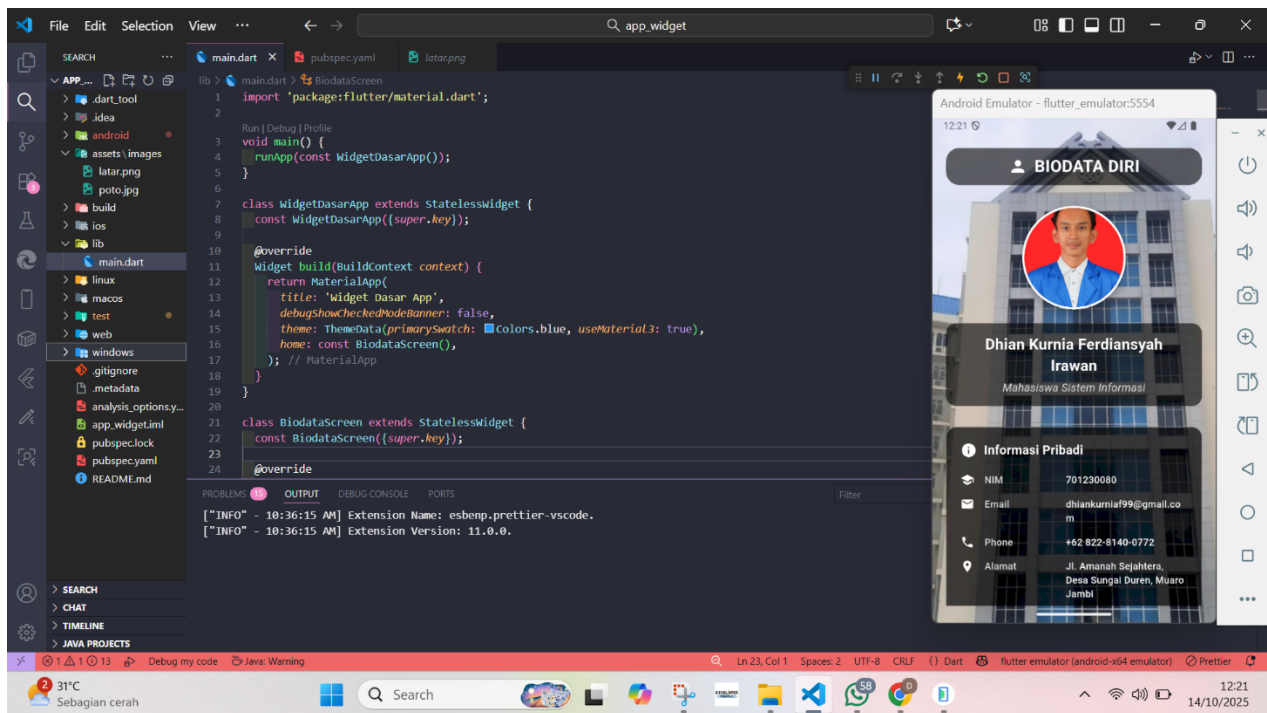 File Edit Selection View ··· app_widget
SEARCH ···
main.dart
pubspec.yaml
latar.png
APP_...
lib > main.dart > BiodataScreen
.dart_tool
.idea
android
assets\images
latar.png
poto.jpg
build
ios
lib
main.dart
linux
macos
test
web
windows
.gitignore
.metadata
analysis_options.y...
app_widget.iml
pubspec.lock
pubspec.yaml
README.md
1 import 'package:flutter/material.dart';
2
Run | Debug | Profile
3 void main() {
4 runApp(const WidgetDasarApp());
5 }
6
7 class WidgetDasarApp extends StatelessWidget {
8 const WidgetDasarApp({super.key});
9
10 @override
11 Widget build(BuildContext context) {
12 return MaterialApp(
13 title: 'Widget Dasar App',
14 debugShowCheckedModeBanner: false,
15 theme: ThemeData(primarySwatch: Colors.blue, useMaterial3: true),
16 home: const BiodataScreen(),
17 ); // MaterialApp
18 }
19 }
20
21 class BiodataScreen extends StatelessWidget {
22 const BiodataScreen({super.key});
23
24 @override
PROBLEMS 15 OUTPUT DEBUG CONSOLE PORTS Filter
["INFO" - 10:36:15 AM] Extension Name: esbenp.prettier-vscode.
["INFO" - 10:36:15 AM] Extension Version: 11.0.0.
Android Emulator - flutter_emulator:5554
12:21
BIODATA DIRI
Dhian Kurnia Ferdiansyah
Irawan
Mahasiswa Sistem Informasi
Informasi Pribadi
NIM 701230080
Email dhiankurniaf99@gmail.co
m
Phone +62 822-8140-0772
Alamat Jl. Amanah Sejahtera,
Desa Sungai Duren, Muaro
Jambi
SEARCH
CHAT
TIMELINE
JAVA PROJECTS
1 1 13 Debug my code Java: Warning Ln 23, Col 1 Spaces: 2 UTF-8 CRLF {} Dart flutter emulator (android-x64 emulator) Prettier
2 31°C
Sebagian cerah
Search
58
12:21
14/10/2025